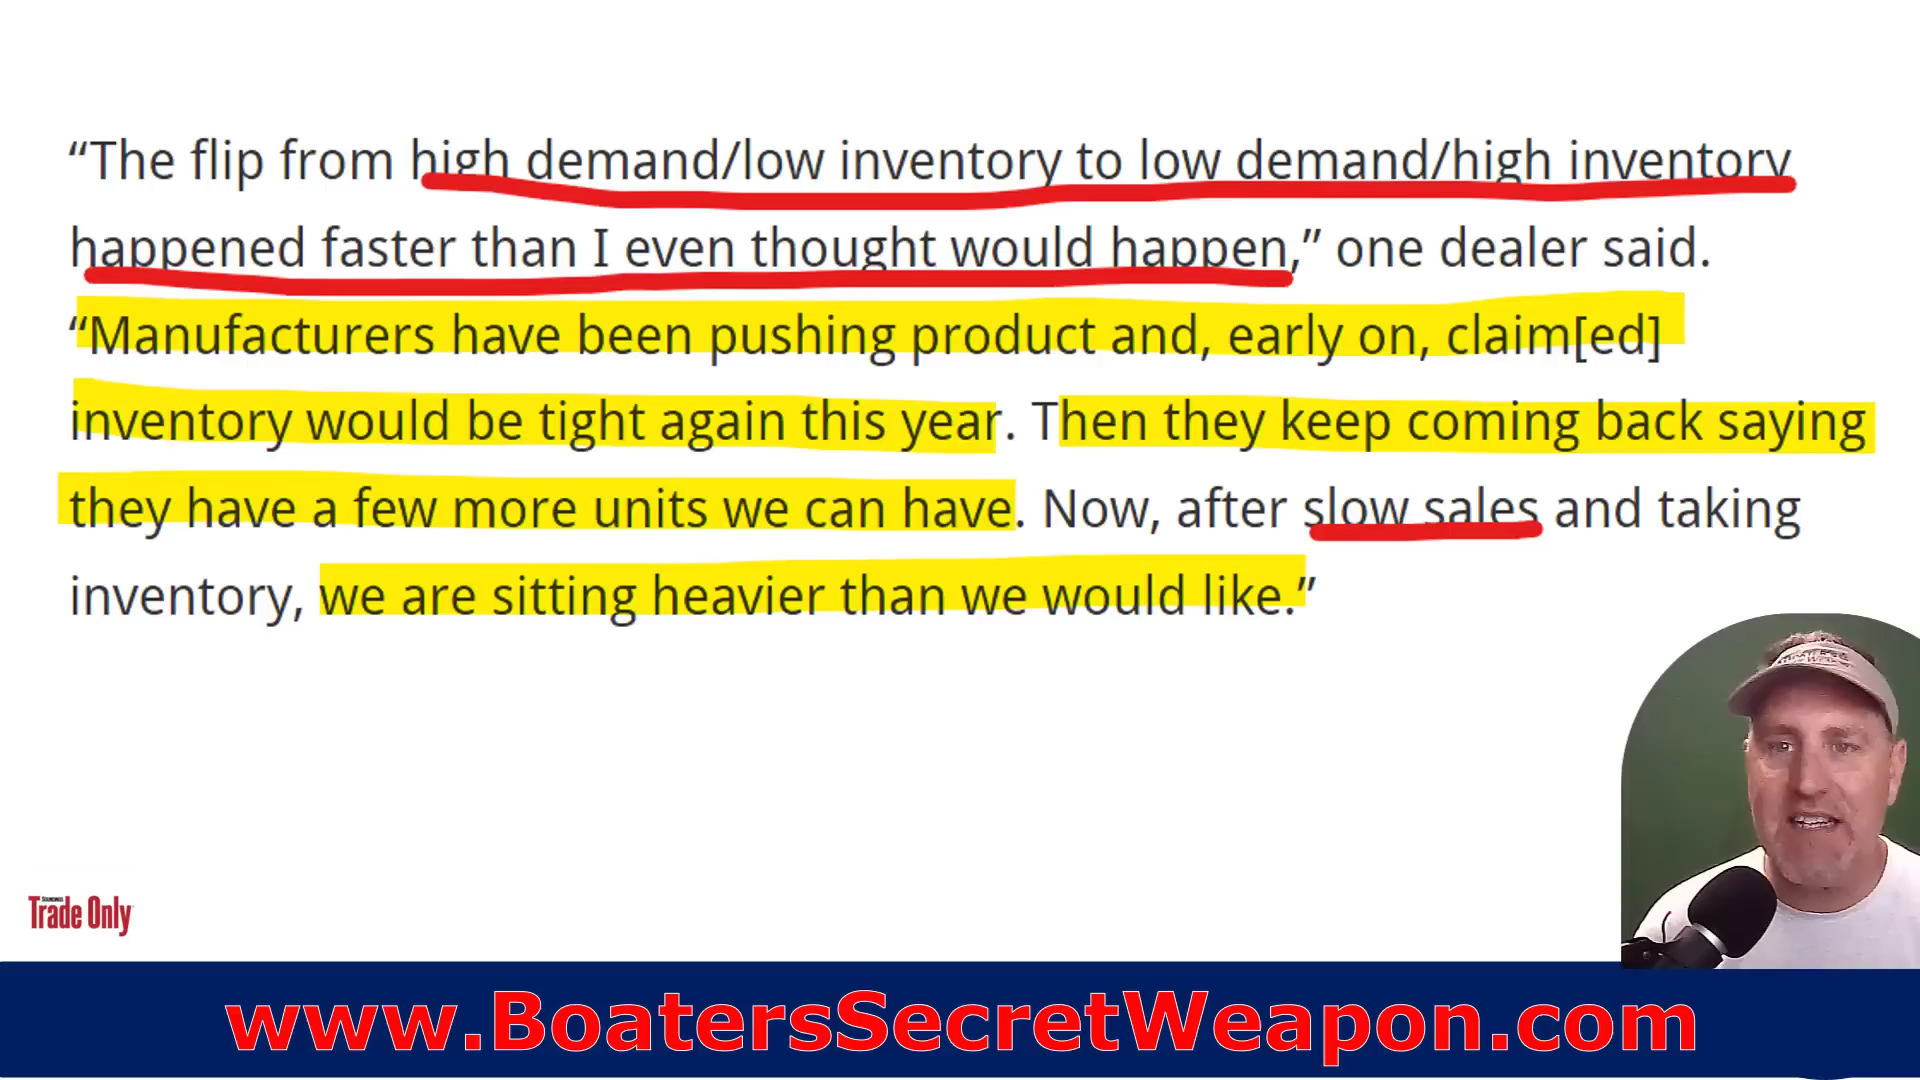 “The flip from high demand/low inventory to low demand/high inventory
happened faster than I even thought would happen,” one dealer said.
“Manufacturers have been pushing product and, early on, claim[ed]
inventory would be tight again this year. Then they keep coming back saying
they have a few more units we can have. Now, after slow sales and taking
inventory, we are sitting heavier than we would like.”
Trade Only
www.BoatersSecretWeapon.com